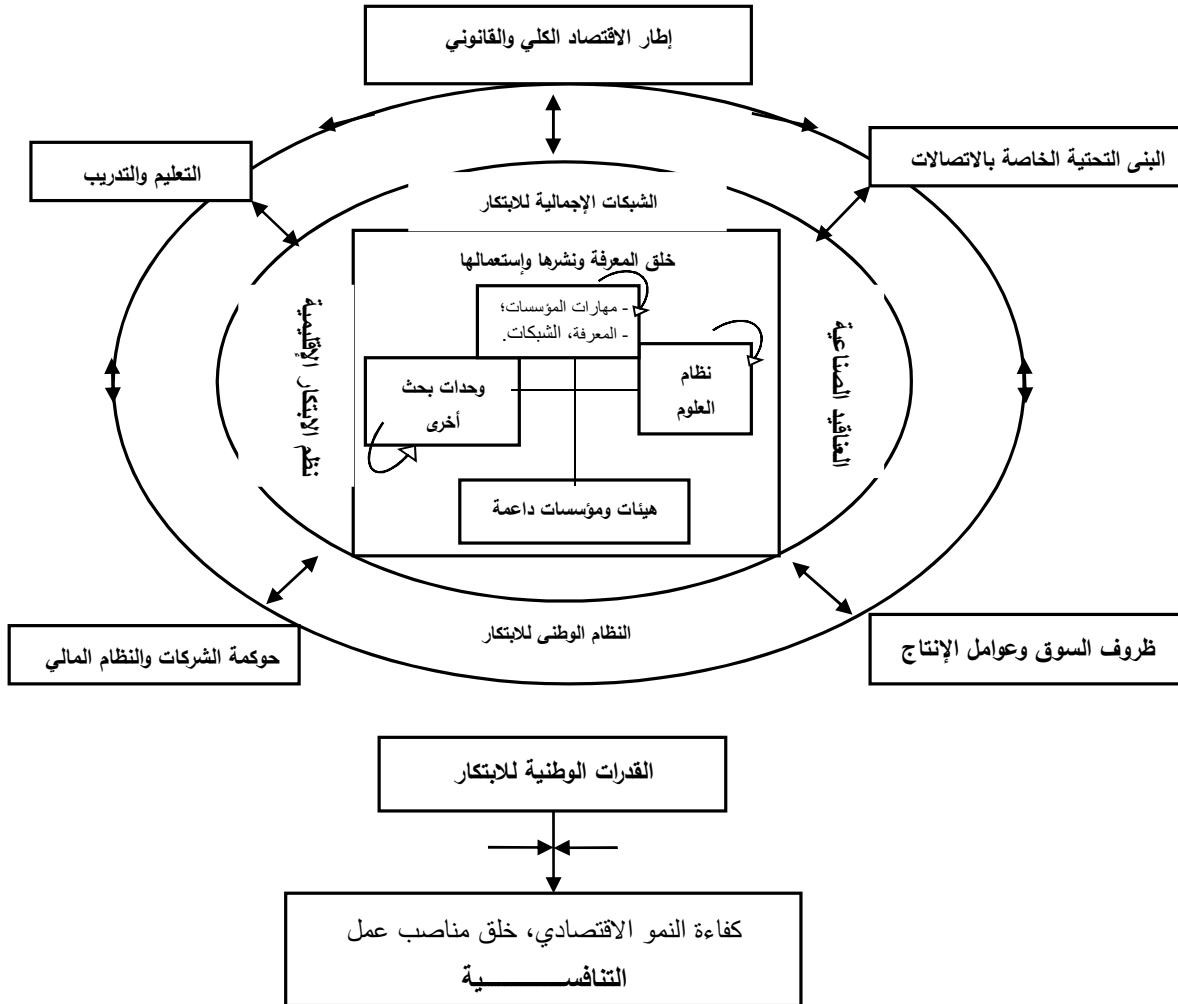 إطار الاقتصاد الكلي والقانوني
البنى التحتية الخاصة بالاتصالات
التعليم والتدريب
الشبكات الإجمالية للابتكار
خلق المعرفة ونشرها وإستعمالها
- مهارات المؤسسات؛
- المعرفة، الشبكات.
العناقيد الصناعية
نظم الابتكار الإقليمية
نظام
العلوم
وحدات بحث
أخرى
هيئات ومؤسسات داعمة
النظام الوطنى للابتكار
ظروف السوق وعوامل الإنتاج
حوكمة الشركات والنظام المالي
القدرات الوطنية للابتكار
كفاءة النمو الاقتصادي، خلق مناصب عمل
التنافســـــــــية